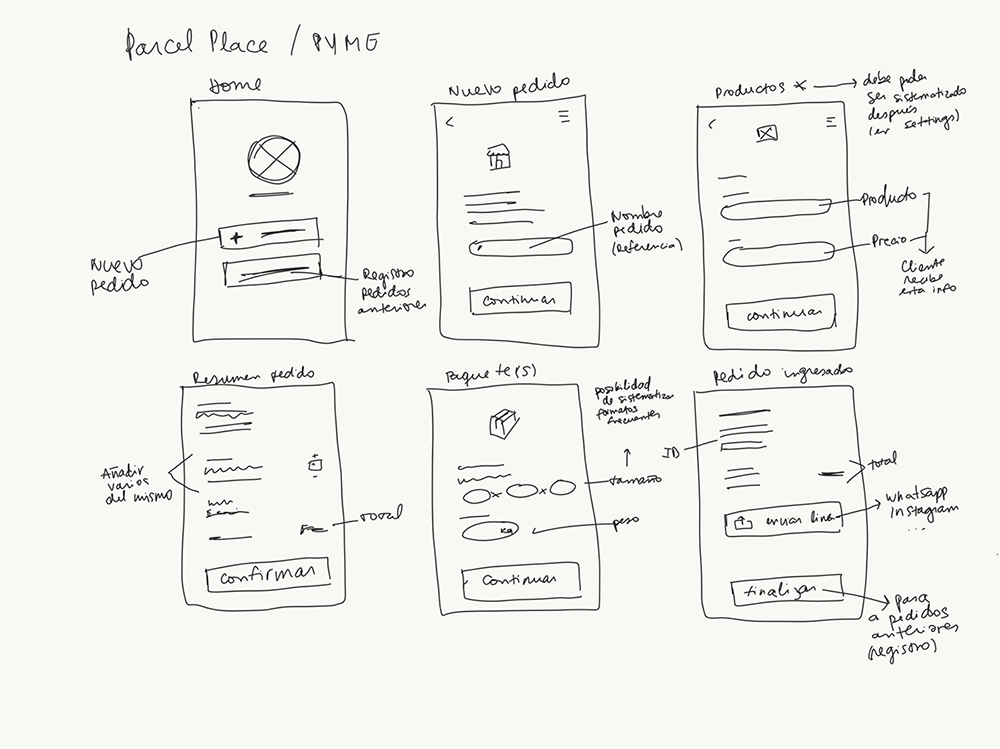 Parcel Place / PYME
Home
Nuevo
pedido
+
Registro
pedidos
anteriores
Nuevo pedido
<
Nombre
pedido
(Referencia)
continuar
Productos
debe poder
ser sistematizado
después
(en settings)
<
Producto
Precio
Cliente
recibe
esta info
continuar
Resumen pedido
Añadir
varios
del mismo
+
-
TOTAL
Confirmar
Paquete(s)
posibilidad
de sistematizar
formatos
frecuentes
x x
tamaño
KG
peso
Continuar
Pedido ingresado
ID
total
enviar link
whatsapp
instagram
...
finalizar
para
a pedidos
anteriores
(registro)